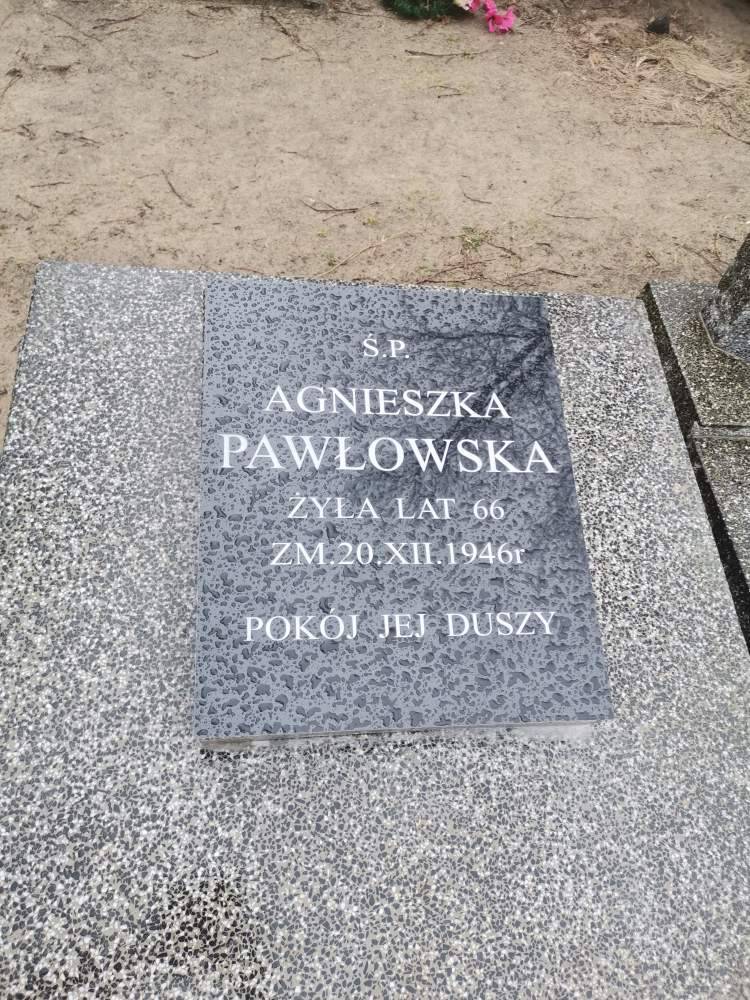 Ś.P.
AGNIESZKA
PAWŁOWSKA
ŻYŁA LAT 66
ZM.20.XII.1946r
POKÓJ JEJ DUSZY